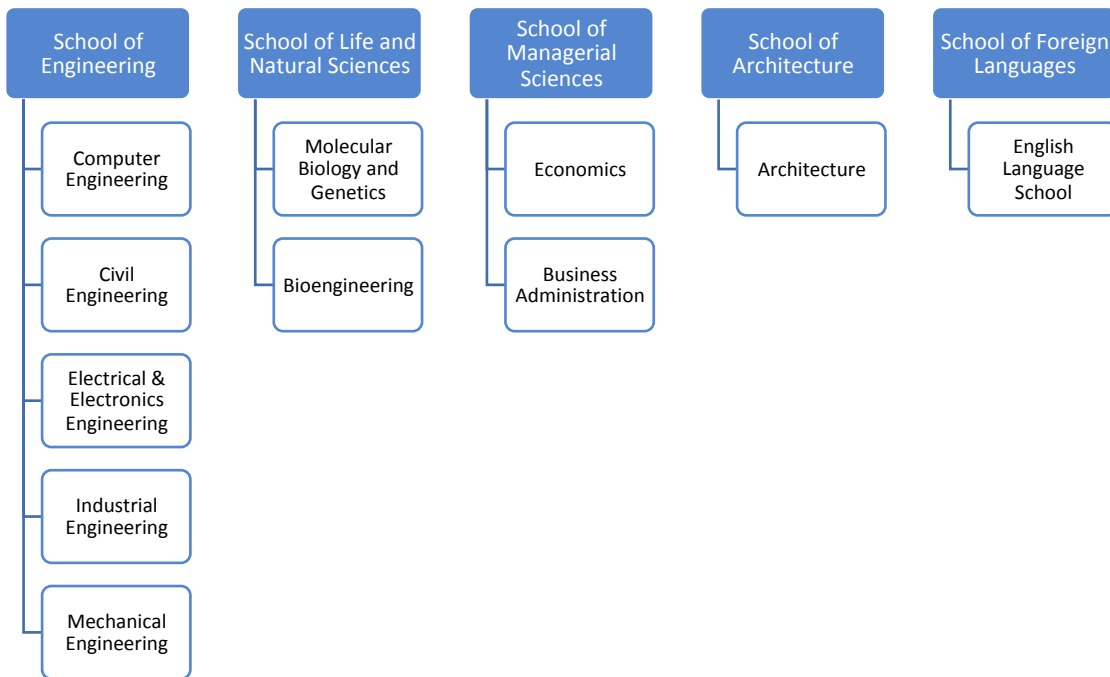 School of
Engineering
Computer
Engineering
Civil
Engineering
Electrical &
Electronics
Engineering
Industrial
Engineering
Mechanical
Engineering
School of Life and
Natural Sciences
Molecular
Biology and
Genetics
Bioengineering
School of
Managerial
Sciences
Economics
Business
Administration
School of
Architecture
Architecture
School of Foreign
Languages
English
Language
School